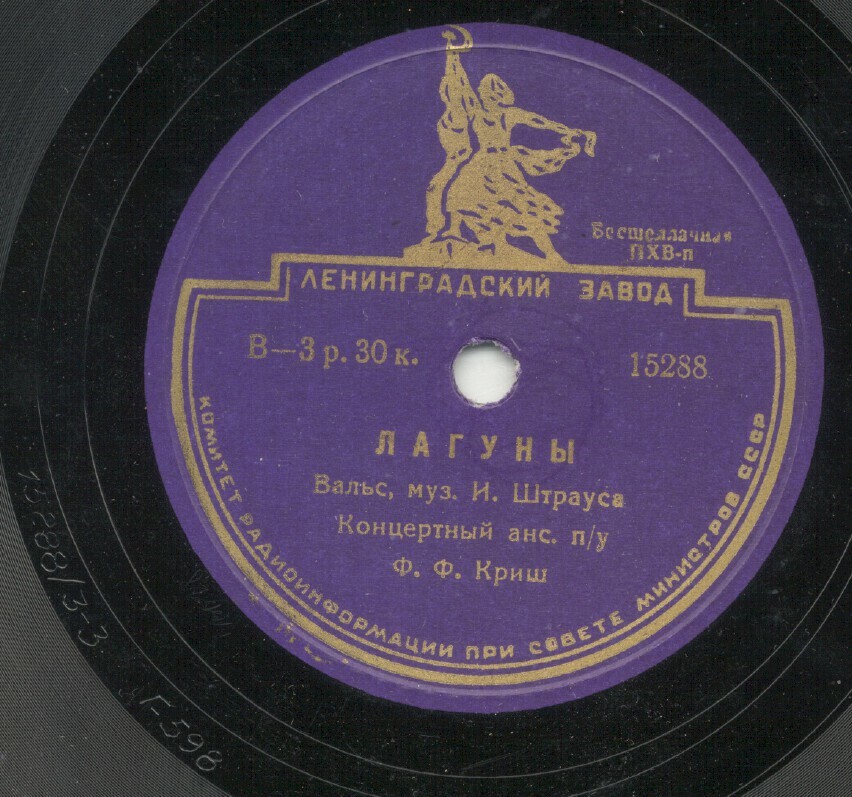 Бесшеллачная
ПХВ-п
ЛЕНИНГРАДСКИЙ ЗАВОД
В—3 р. 30 к.
15288
ЛАГУНЫ
Вальс, муз. И. Штрауса
Концертный анс. п/у
Ф. Ф. Криш
КОМИТЕТ РАДИОИНФОРМАЦИИ ПРИ СОВЕТЕ МИНИСТРОВ СССР
15288/3-3
F598